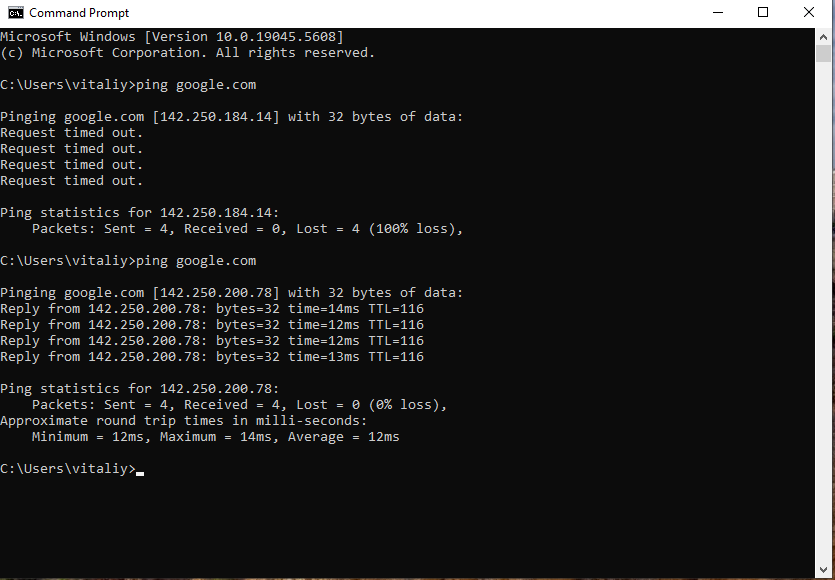 Command Prompt
Microsoft Windows [Version 10.0.19045.5608]
(c) Microsoft Corporation. All rights reserved.
C:\Users\vitaliy>ping google.com
Pinging google.com [142.250.184.14] with 32 bytes of data:
Request timed out.
Request timed out.
Request timed out.
Request timed out.
Ping statistics for 142.250.184.14:
    Packets: Sent = 4, Received = 0, Lost = 4 (100% loss),
C:\Users\vitaliy>ping google.com
Pinging google.com [142.250.200.78] with 32 bytes of data:
Reply from 142.250.200.78: bytes=32 time=14ms TTL=116
Reply from 142.250.200.78: bytes=32 time=12ms TTL=116
Reply from 142.250.200.78: bytes=32 time=12ms TTL=116
Reply from 142.250.200.78: bytes=32 time=13ms TTL=116
Ping statistics for 142.250.200.78:
    Packets: Sent = 4, Received = 4, Lost = 0 (0% loss),
Approximate round trip times in milli-seconds:
    Minimum = 12ms, Maximum = 14ms, Average = 12ms
C:\Users\vitaliy>